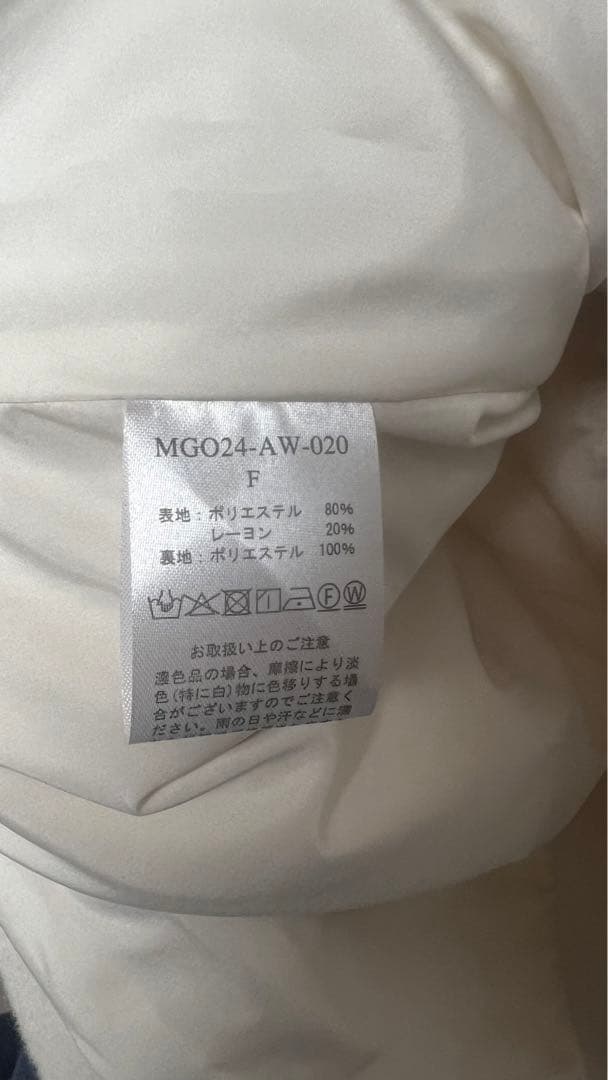 MGO24-AW-020
F
表地：ポリエステル 80%
レーヨン 20%
裏地：ポリエステル 100%
F W
お取扱い上のご注意
濃色品の場合、摩擦により淡
色(特に白)物に色移りする場
合がございますのでご注意く
ださい。雨の日や汗などに濡